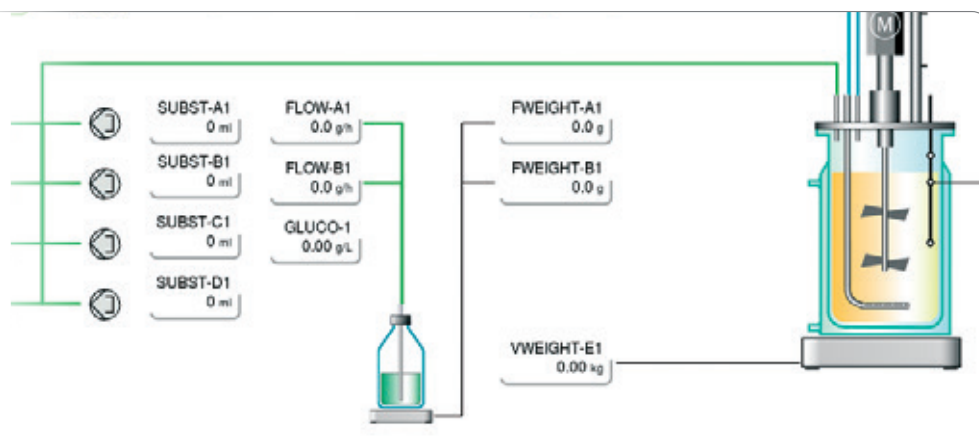 M
SUBST-A1
0 ml
FLOW-A1
0.0 g/h
FWEIGHT-A1
0.0 g
SUBST-B1
0 ml
FLOW-B1
0.0 g/h
FWEIGHT-B1
0.0 g
SUBST-C1
0 ml
GLUCO-1
0.00 g/L
SUBST-D1
0 ml
VWEIGHT-E1
0.00 kg